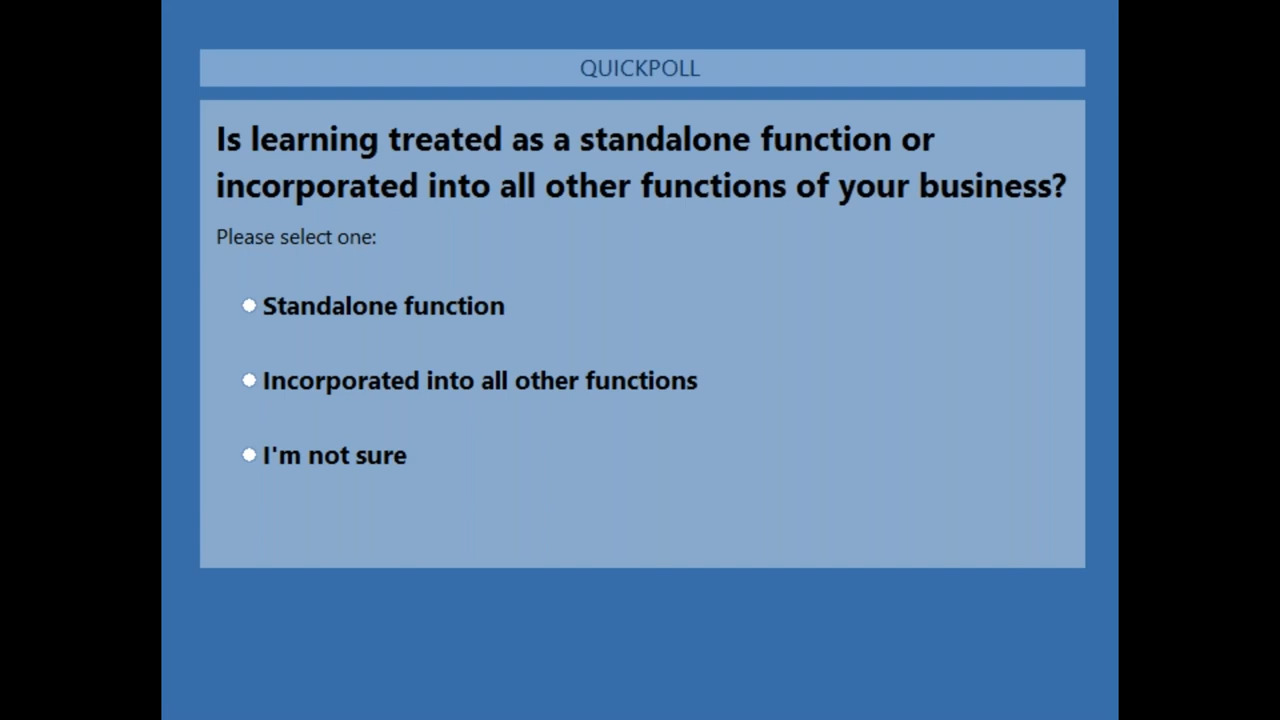 QUICKPOLL
Is learning treated as a standalone function or
incorporated into all other functions of your business?
Please select one:
Standalone function
Incorporated into all other functions
I'm not sure